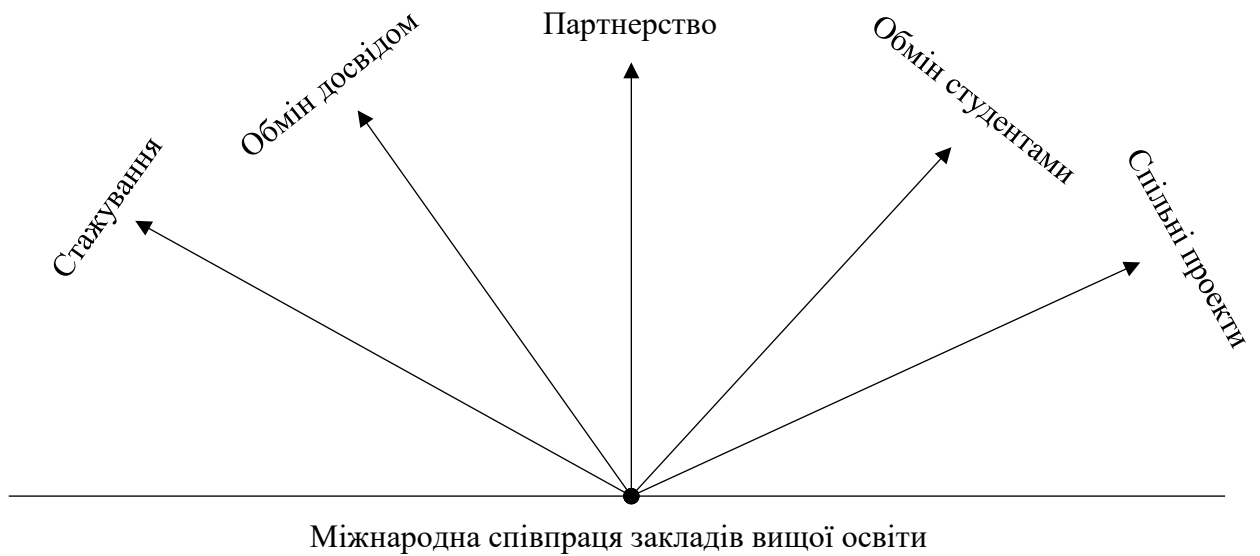 Стажування
Обмін досвідом
Партнерство
Обмін студентами
Спільні проекти
Міжнародна співпраця закладів вищої освіти